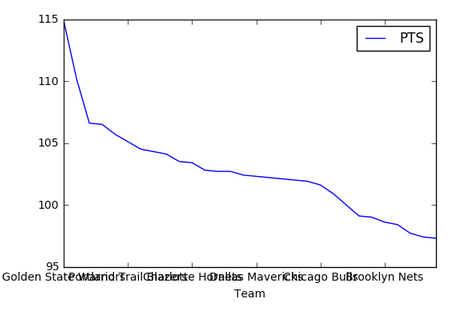 115
PTS
110
105
100
95
Golden State Warriors Portland Trail Blazers Charlotte Hornets Dallas Mavericks Chicago Bulls Brooklyn Nets
Team